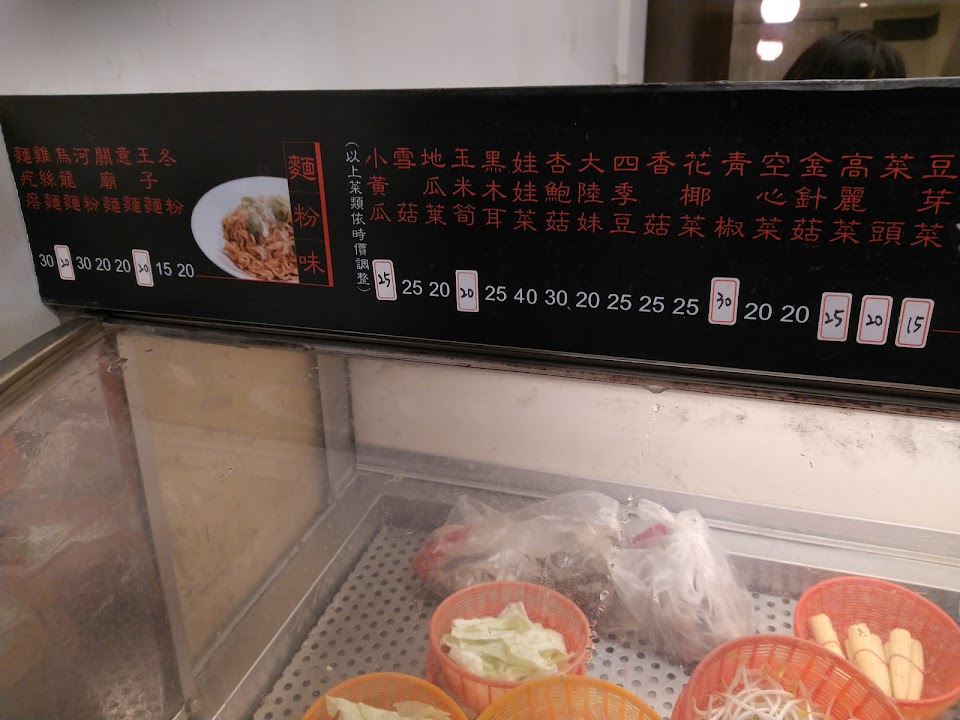 豆芽菜
15
菜頭
20
高麗菜
25
金針菇
20
空心菜
20
青椒
30
花椰菜
25
香菇
25
四季豆
25
大陸妹
20
杏鮑菇
30
娃娃菜
40
黑木耳
25
玉米筍
20
地瓜葉
20
雪菇
25
小黃瓜
25
(以上菜類依時價調整)
麵粉味
冬粉
20
王子麵
15
意麵
20
關廟麵
20
河粉
20
烏龍麵
30
雞絲麵
20
麵疙瘩
30